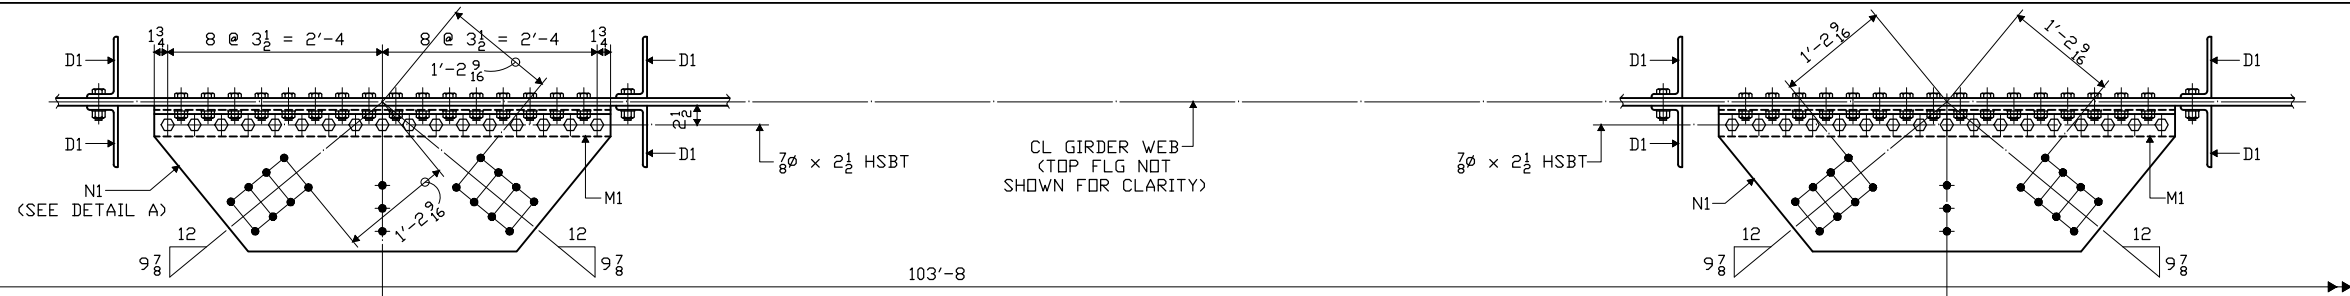 1 3/4
8 @ 3 1/2 = 2'-4
8 @ 3 1/2 = 2'-4
1 3/4
D1
D1
1'-2 9/16
2 1/2
D1
D1
7/8ø x 2 1/2 HSBT
N1
(SEE DETAIL A)
M1
1'-2 9/16
12
9 7/8
12
9 7/8
CL GIRDER WEB
(TOP FLG NOT
SHOWN FOR CLARITY)
103'-8
1'-2 9/16
1'-2 9/16
D1
D1
D1
D1
7/8ø x 2 1/2 HSBT
N1
M1
12
9 7/8
12
9 7/8